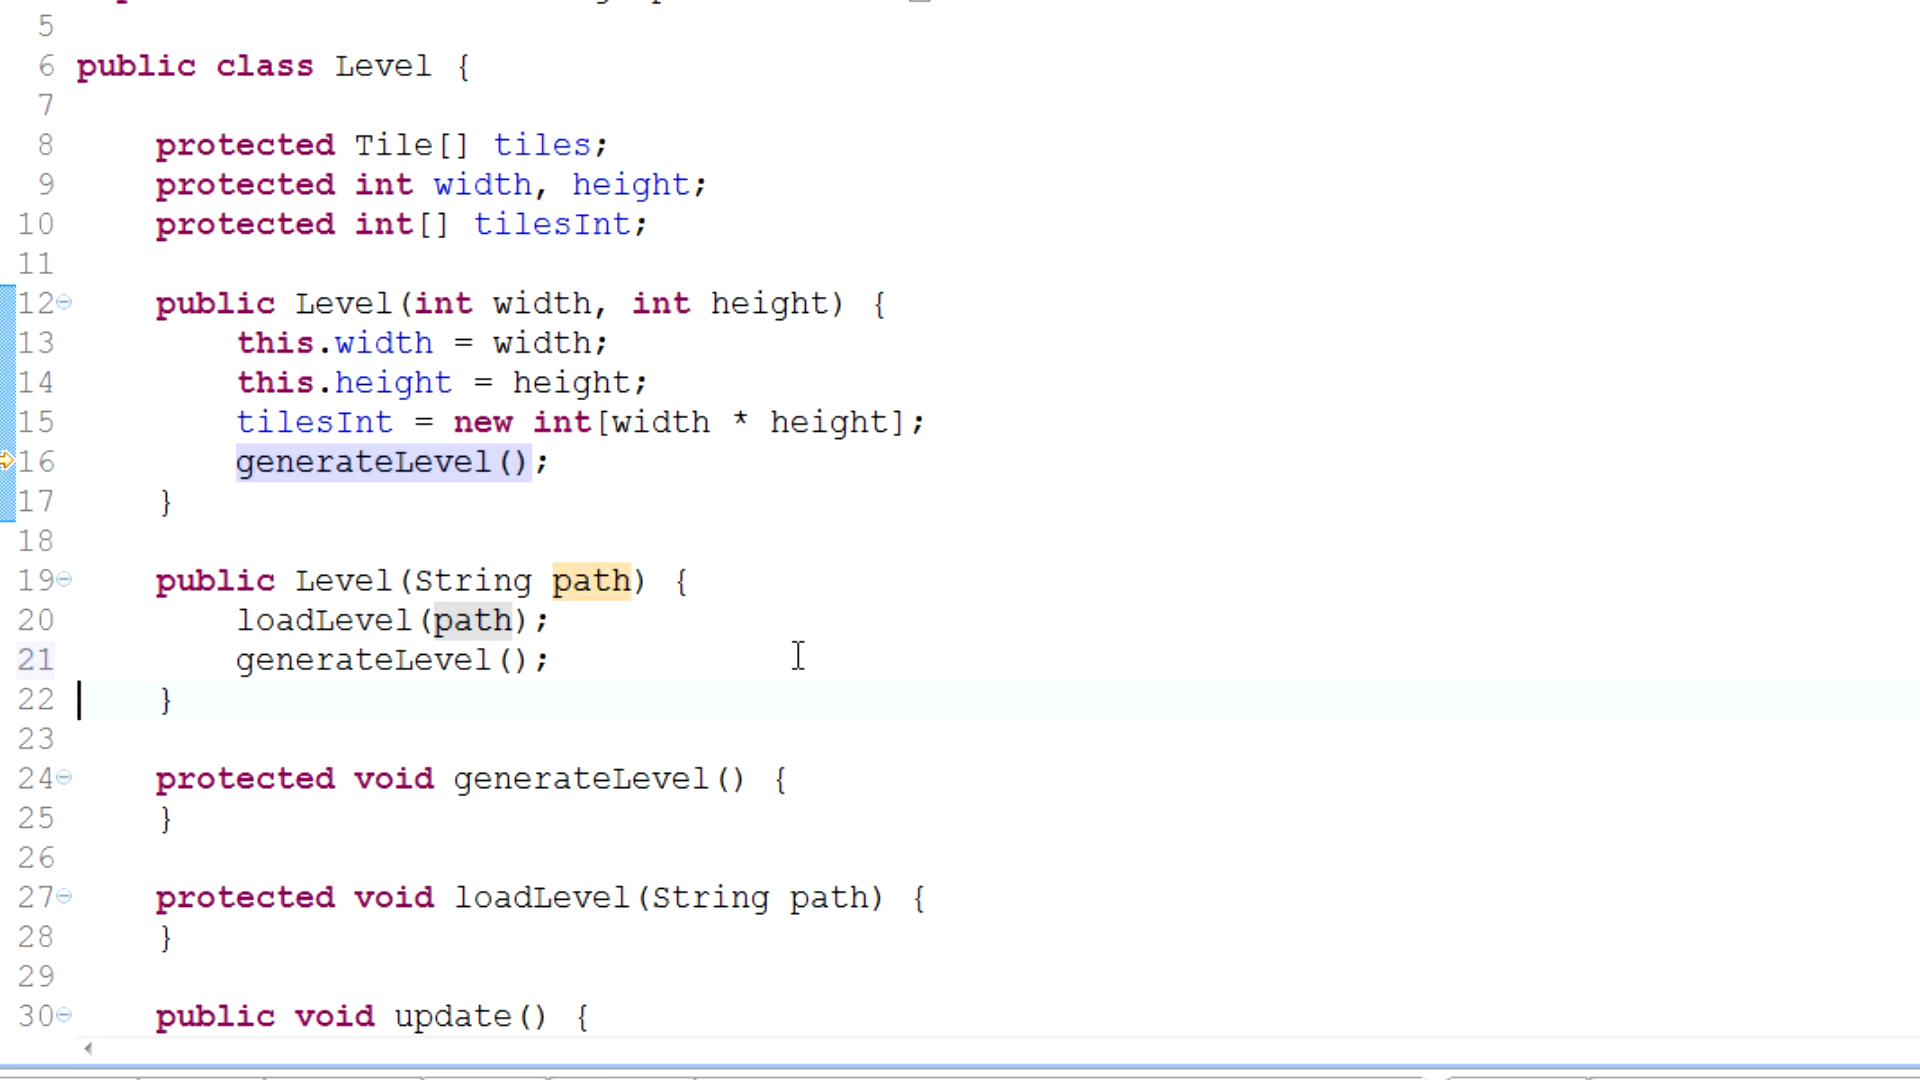 5
6 public class Level {
7
8 protected Tile[] tiles;
9 protected int width, height;
10 protected int[] tilesInt;
11
12 public Level(int width, int height) {
13 this.width = width;
14 this.height = height;
15 tilesInt = new int[width * height];
16 generateLevel();
17 }
18
19 public Level(String path) {
20 loadLevel(path);
21 generateLevel();
22 }
23
24 protected void generateLevel() {
25 }
26
27 protected void loadLevel(String path) {
28 }
29
30 public void update() {